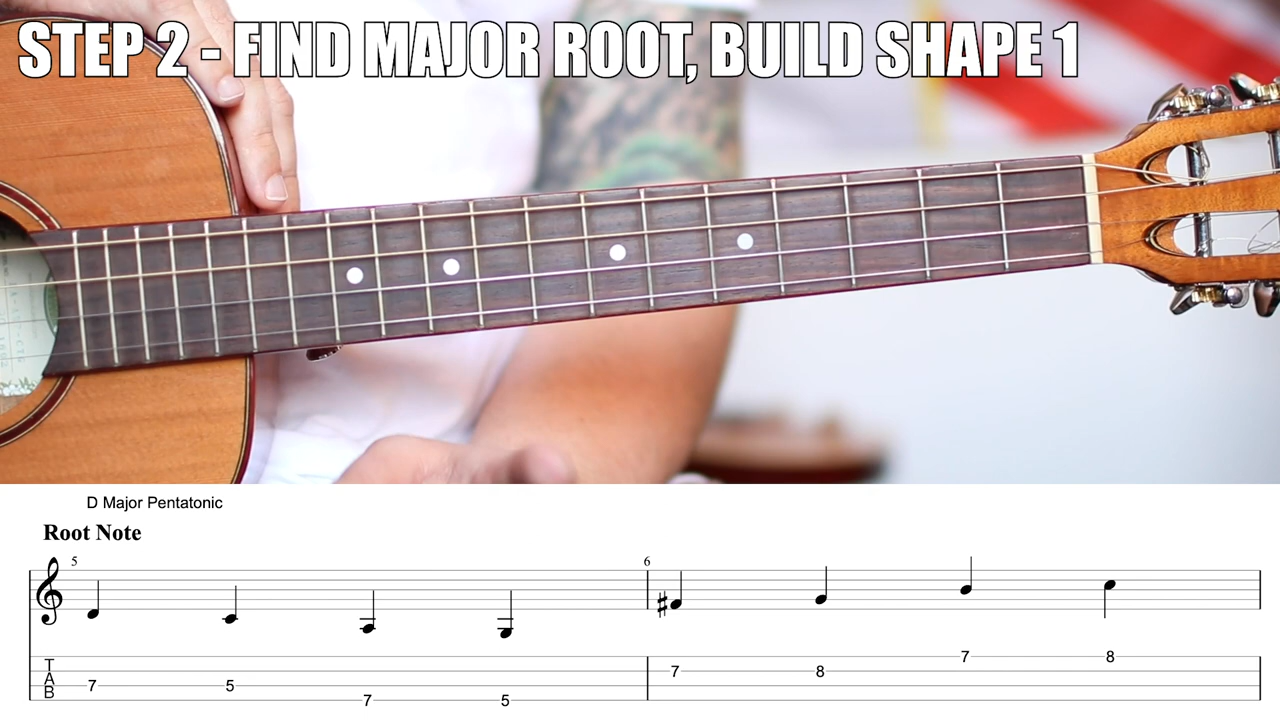 STEP 2 - FIND MAJOR ROOT, BUILD SHAPE 1
D Major Pentatonic
Root Note
5 6
T
A
B
7 5 7 5 7 8 7 8